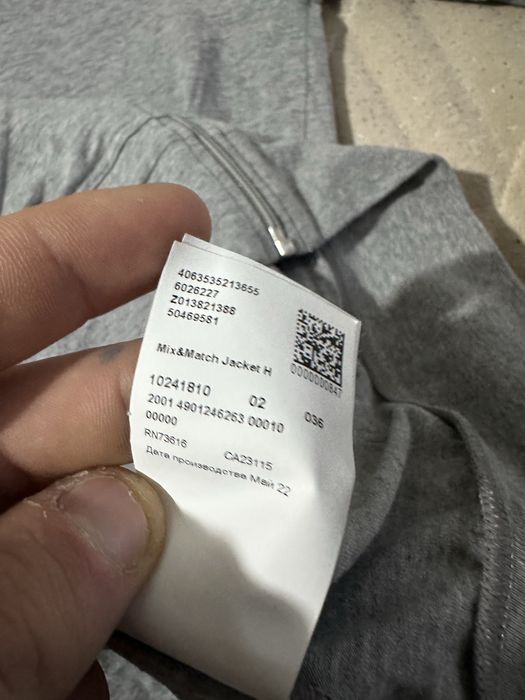 4063535213655
6026227
Z013821388
50469581
0000000847
Mix&Match Jacket H
10241810 02 036
2001 4901246263 00010
00000
RN73616 CA23115
Дата производства Май 22